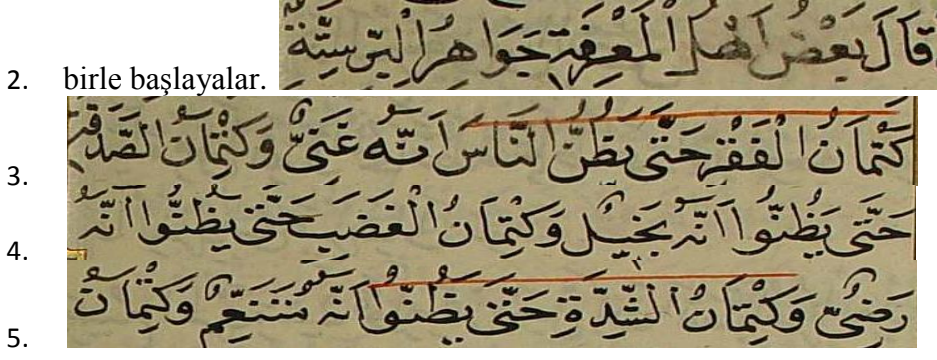 2. birle başlayalar. قَالَ بَعْضُ اَهْلِ الْمَعْرِفَةِ جَوَاهِرُ الْبِرِّ سِتَّةٌ
3. كَتْمَانُ الْفَقْرِ حَتّٰى يَظُنَّ النَّاسَ اَنَّهُ غَنِىٌّ وَكِتْمَانُ الصَّدَقَةِ
4. حَتَّى يَظُنُّوا اَنَّهُ بَخِيلٌ وَكِتْمَانُ الْغَضَبِ حَتّٰى يَظُنُّوا اَنَّهُ
5. رَضِىٌّ وَكِتْمَانُ الشِّدَّةِ حَتّٰى يَظُنُّوا اَنَّهُ مُتَنَعِّمٌ وَكِتْمَانُ